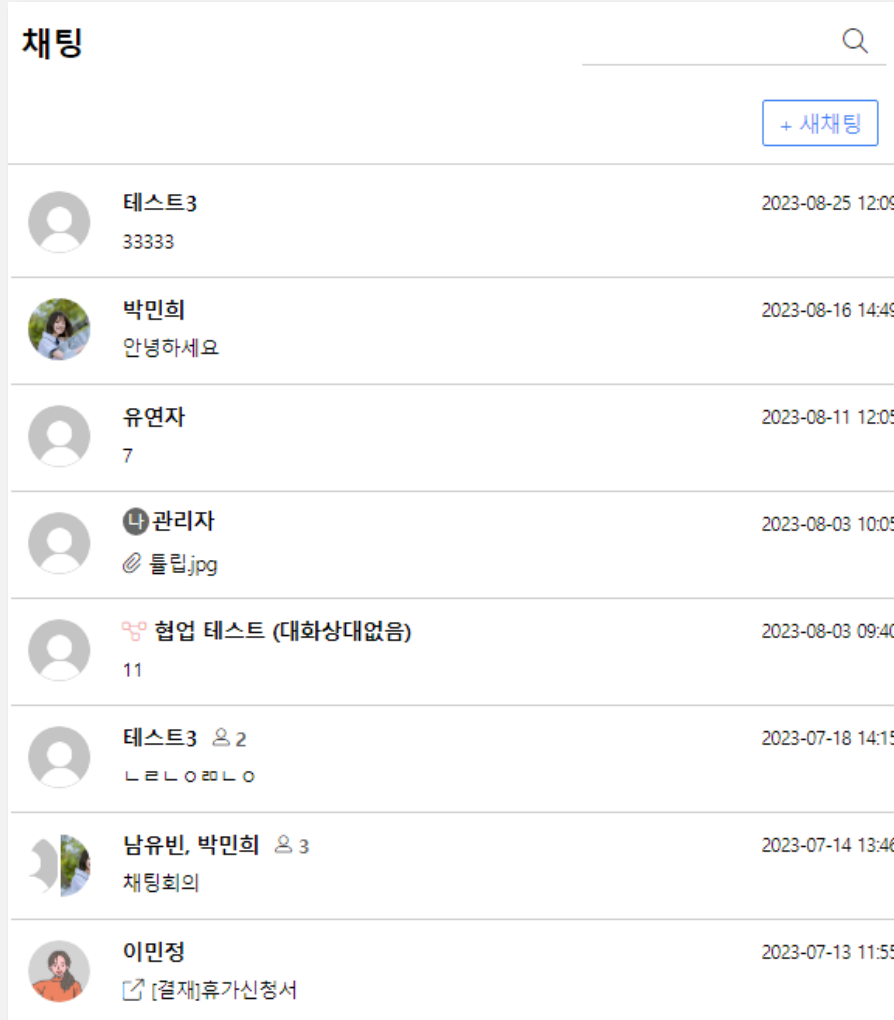 채팅
+ 새채팅
테스트3 2023-08-25 12:09
33333
박민희 2023-08-16 14:49
안녕하세요
유연자 2023-08-11 12:05
7
나 관리자 2023-08-03 10:05
튤립.jpg
협업 테스트 (대화상대없음) 2023-08-03 09:40
11
테스트3 2 2023-07-18 14:15
ㄴㄹㄴㅇㄻㄴㅇ
남유빈, 박민희 3 2023-07-14 13:46
채팅회의
이민정 2023-07-13 11:55
[결재]휴가신청서